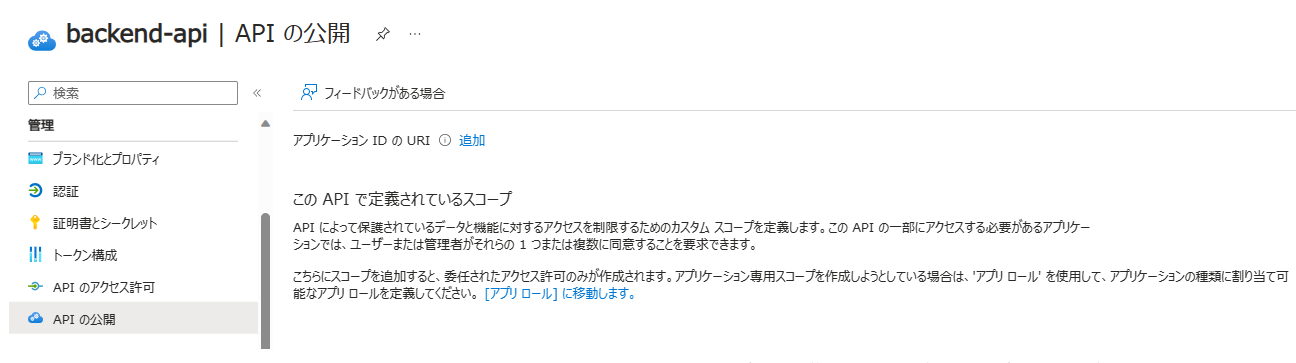 backend-api | API の公開
検索
«
フィードバックがある場合
管理
ブランド化とプロパティ
認証
証明書とシークレット
トークン構成
API のアクセス許可
API の公開
アプリケーション ID の URI 追加
この API で定義されているスコープ
API によって保護されているデータと機能に対するアクセスを制限するためのカスタム スコープを定義します。この API の一部にアクセスする必要があるアプリケー
ションでは、ユーザーまたは管理者がそれらの 1 つまたは複数に同意することを要求できます。
こちらにスコープを追加すると、委任されたアクセス許可のみが作成されます。アプリケーション専用スコープを作成しようとしている場合は、'アプリ ロール' を使用して、アプリケーションの種類に割り当て可
能なアプリ ロールを定義してください。 [アプリ ロール] に移動します。